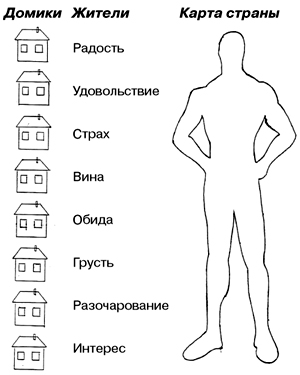 Домики Жители Карта страны
Радость
Удовольствие
Страх
Вина
Обида
Грусть
Разочарование
Интерес